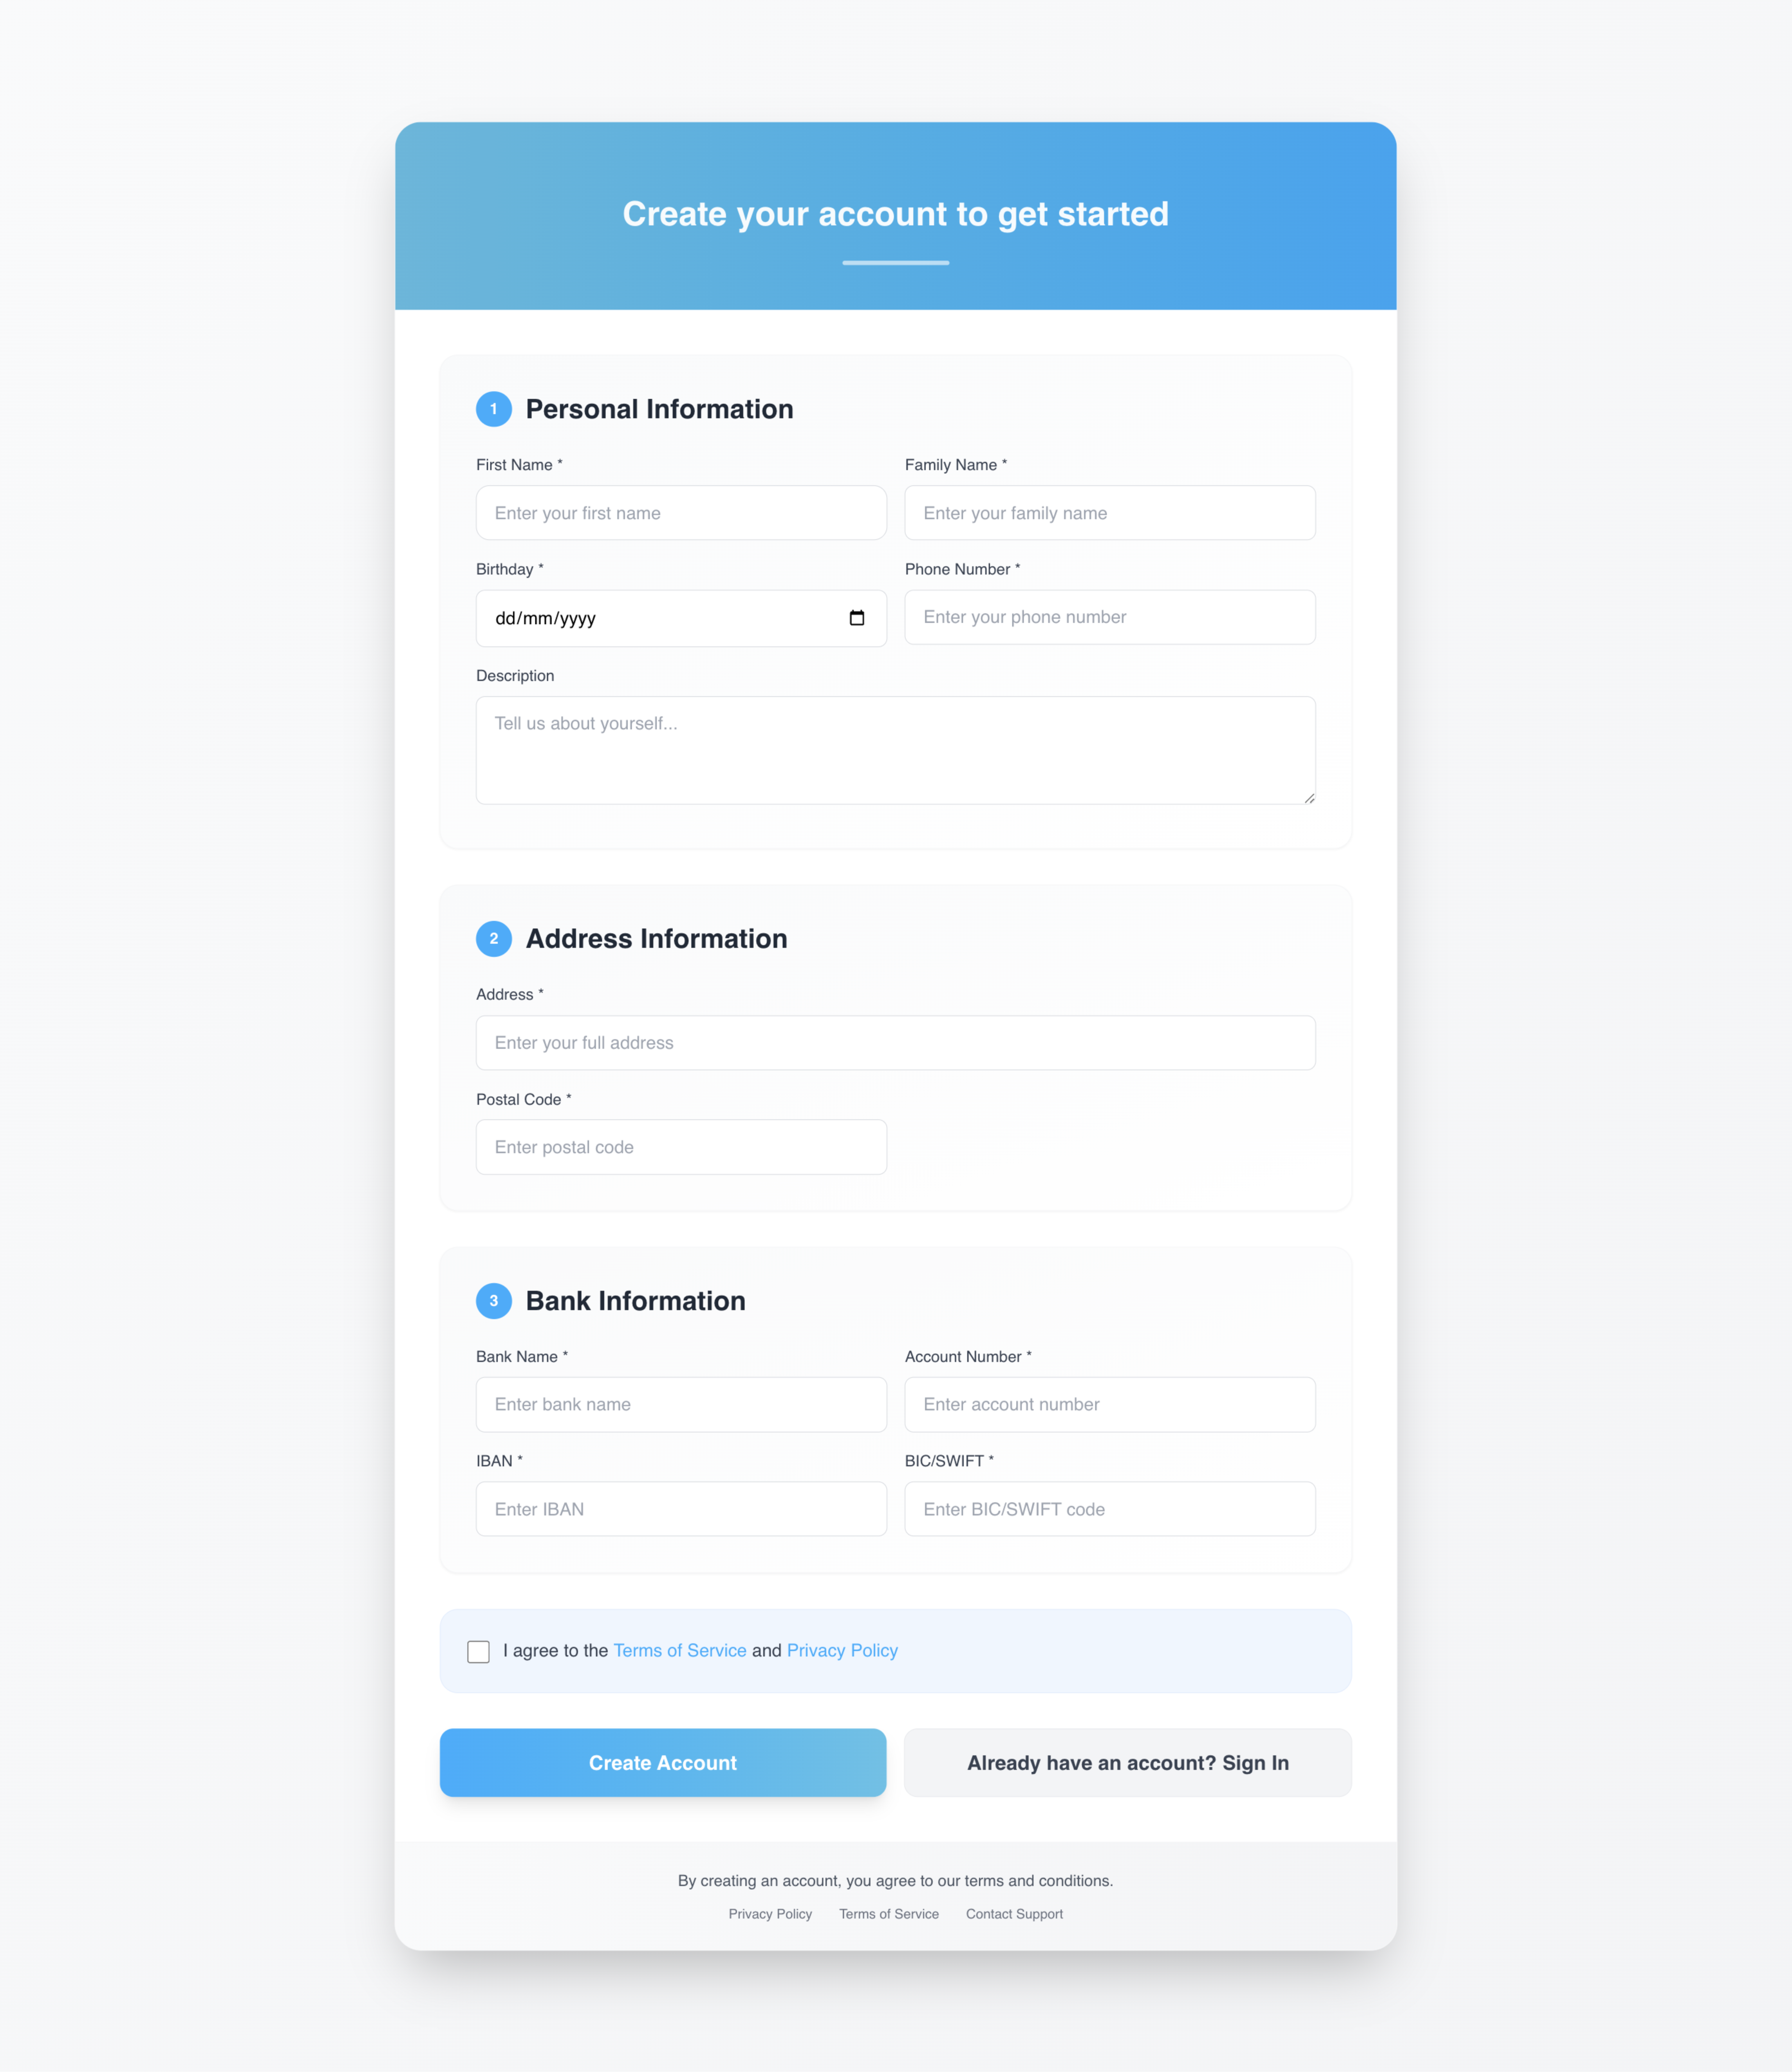 Create your account to get started
1 Personal Information
First Name *
Family Name *
Enter your first name
Enter your family name
Birthday *
Phone Number *
dd/mm/yyyy
Enter your phone number
Description
Tell us about yourself...
2 Address Information
Address *
Enter your full address
Postal Code *
Enter postal code
3 Bank Information
Bank Name *
Account Number *
Enter bank name
Enter account number
IBAN *
BIC/SWIFT *
Enter IBAN
Enter BIC/SWIFT code
I agree to the Terms of Service and Privacy Policy
Create Account
Already have an account? Sign In
By creating an account, you agree to our terms and conditions.
Privacy Policy Terms of Service Contact Support